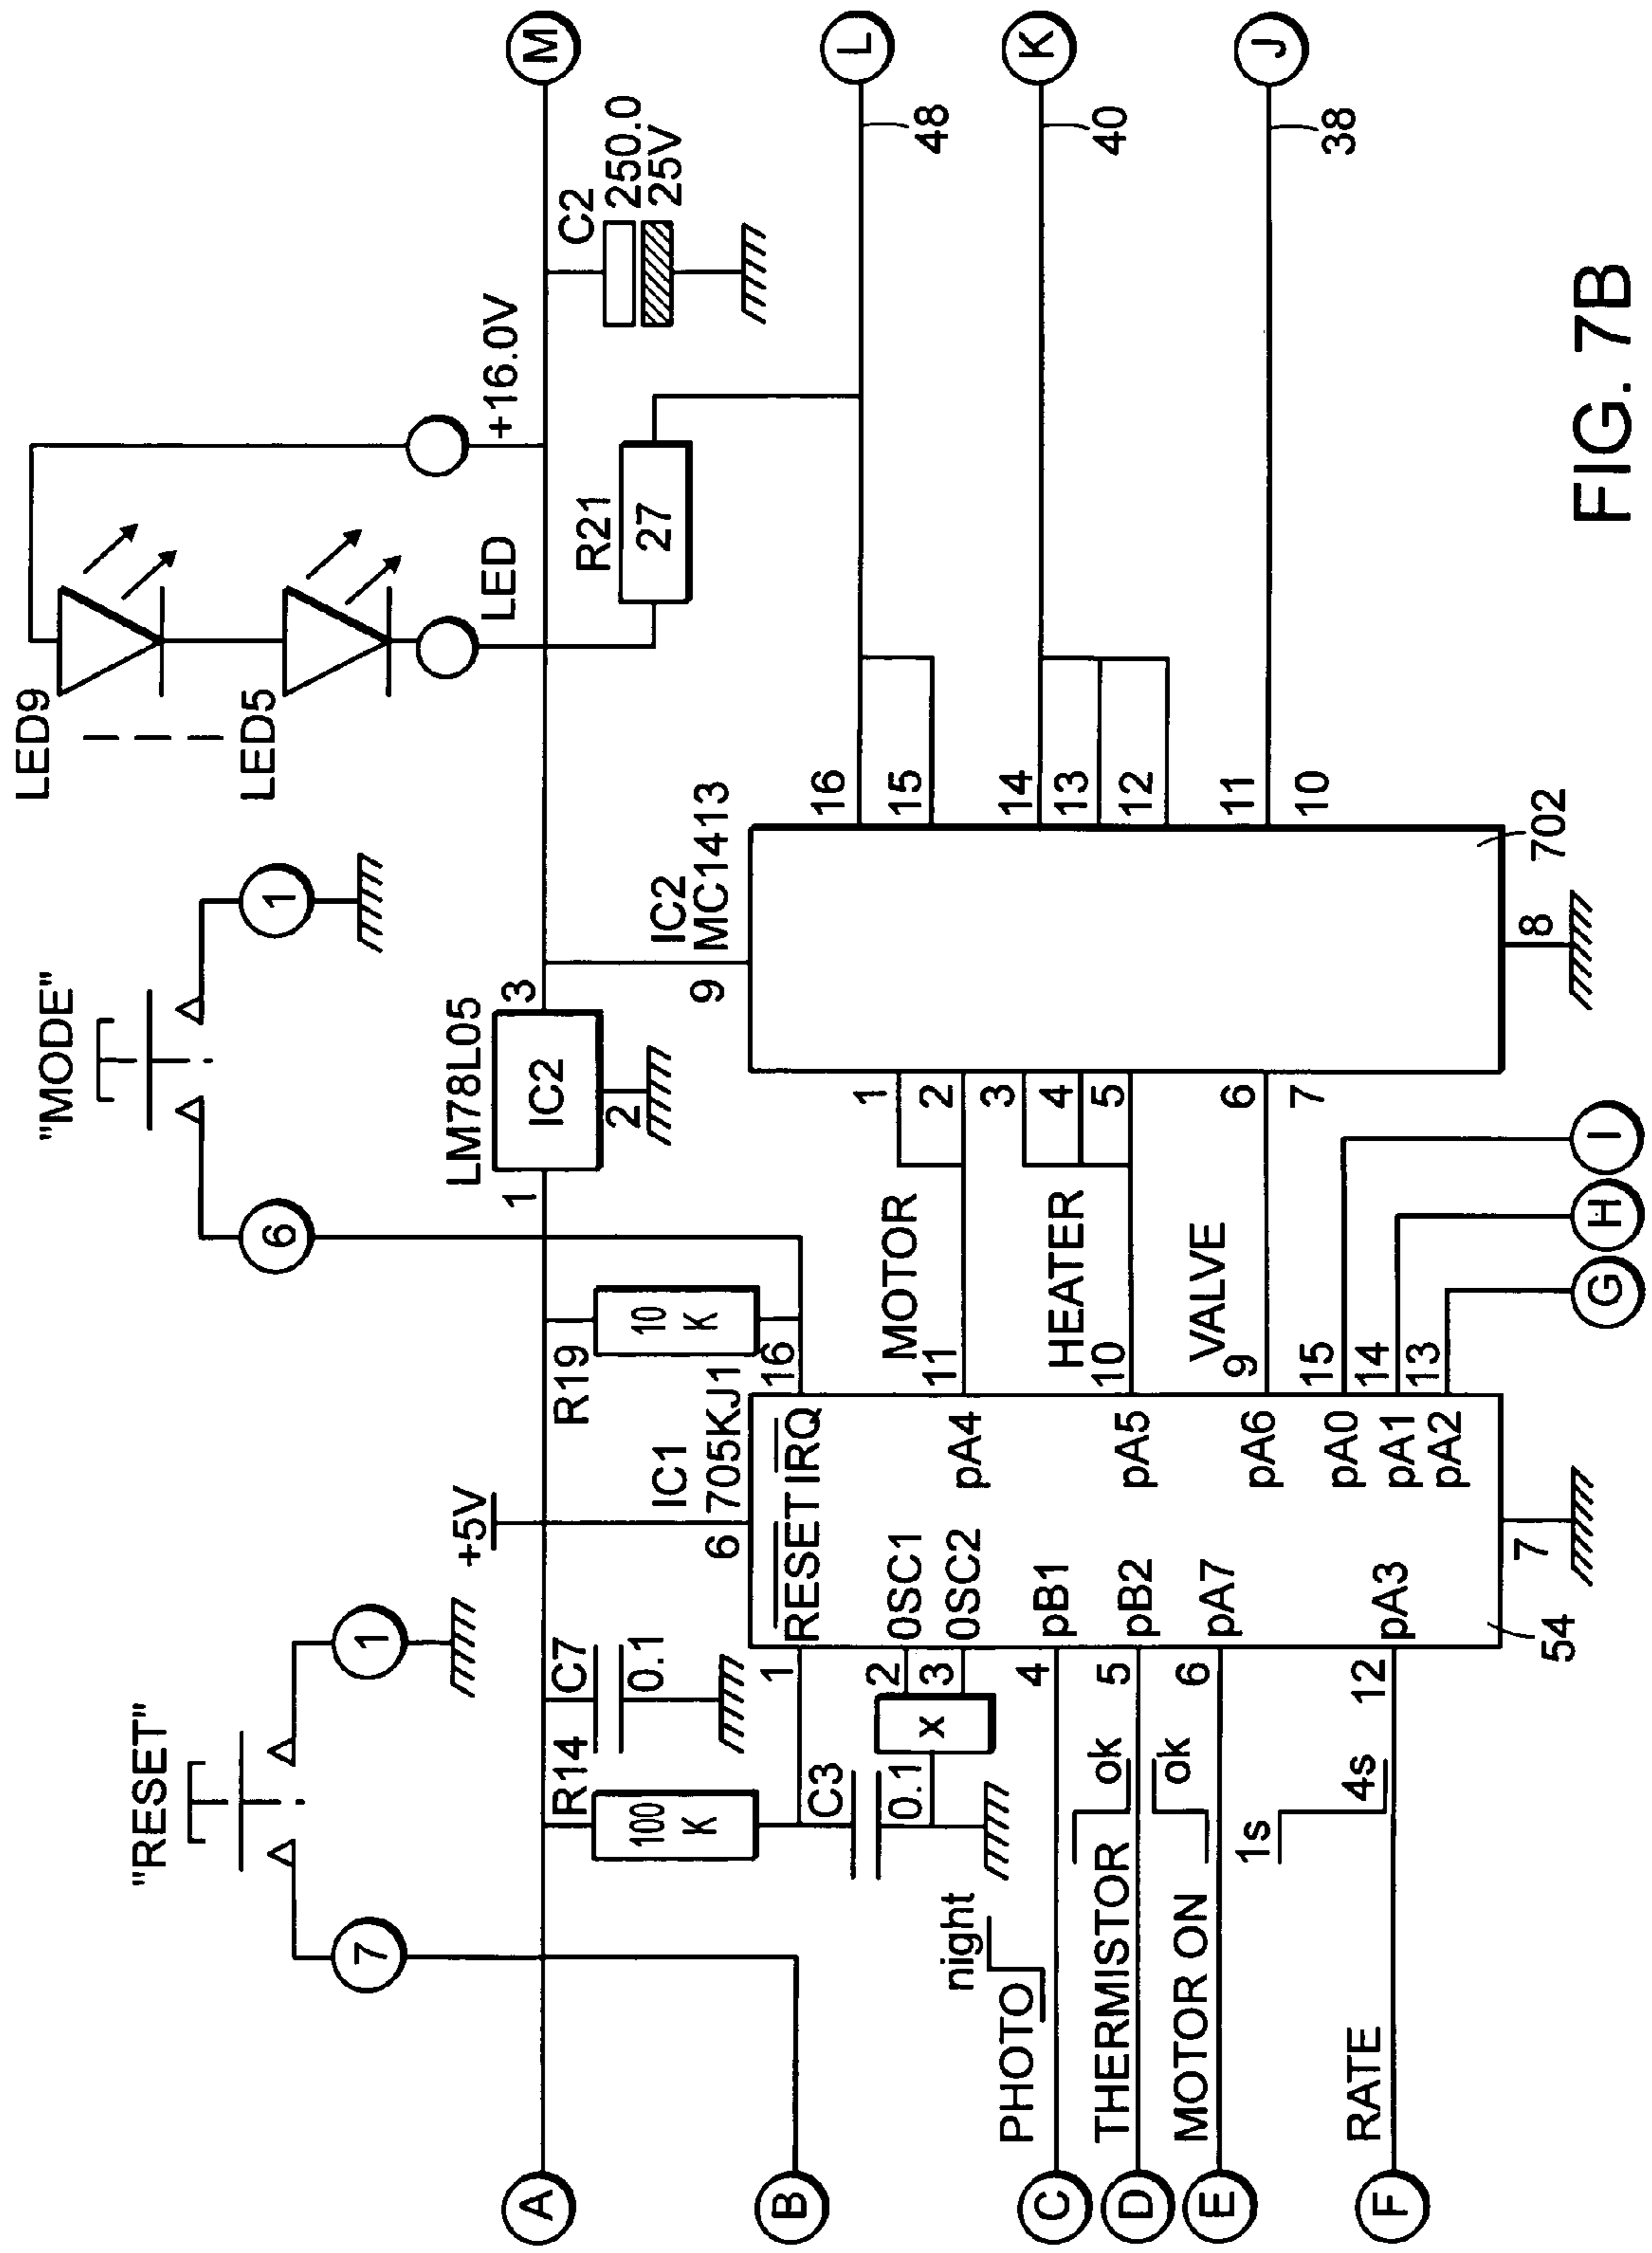 "RESET"
7
1
"MODE"
6
1
LED9
LED5
LED
+16.0V
+5V
LM78L05
1
IC2
3
2
A
M
R14
100
K
C7
0.1
R19
10
K
C2
250.0
25V
R21
27
C3
0.1
x
B
IC1
705KJ1
6
16
1
RESET IRQ
2
0SC1
3
0SC2
4
pB1
5
pB2
6
pA7
12
pA3
pA4
11
pA5
10
pA6
9
pA0
15
pA1
14
pA2
13
7
54
IC2
MC1413
9
1
2
3
4
5
6
7
16
15
14
13
12
11
10
8
702
MOTOR
HEATER
VALVE
night
PHOTO
C
THERMISTOR
ok
D
MOTOR ON
ok
E
1s
4s
RATE
F
G
H
I
L
48
K
40
J
38
FIG. 7B